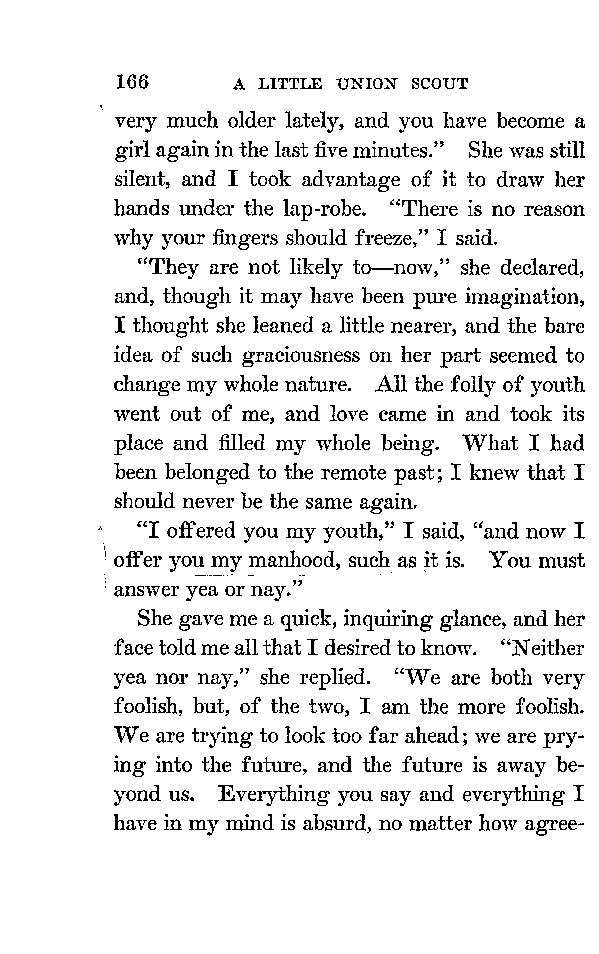 166 A LITTLE UNION SCOUT
very much older lately, and you have become a
girl again in the last five minutes.” She was still
silent, and I took advantage of it to draw her
hands under the lap-robe. “There is no reason
why your fingers should freeze,” I said.
“They are not likely to—now,” she declared,
and, though it may have been pure imagination,
I thought she leaned a little nearer, and the bare
idea of such graciousness on her part seemed to
change my whole nature. All the folly of youth
went out of me, and love came in and took its
place and filled my whole being. What I had
been belonged to the remote past; I knew that I
should never be the same again.
“I offered you my youth,” I said, “and now I
offer you my manhood, such as it is. You must
answer yea or nay.”
She gave me a quick, inquiring glance, and her
face told me all that I desired to know. “Neither
yea nor nay,” she replied. “We are both very
foolish, but, of the two, I am the more foolish.
We are trying to look too far ahead; we are pry-
ing into the future, and the future is away be-
yond us. Everything you say and everything I
have in my mind is absurd, no matter how agree-